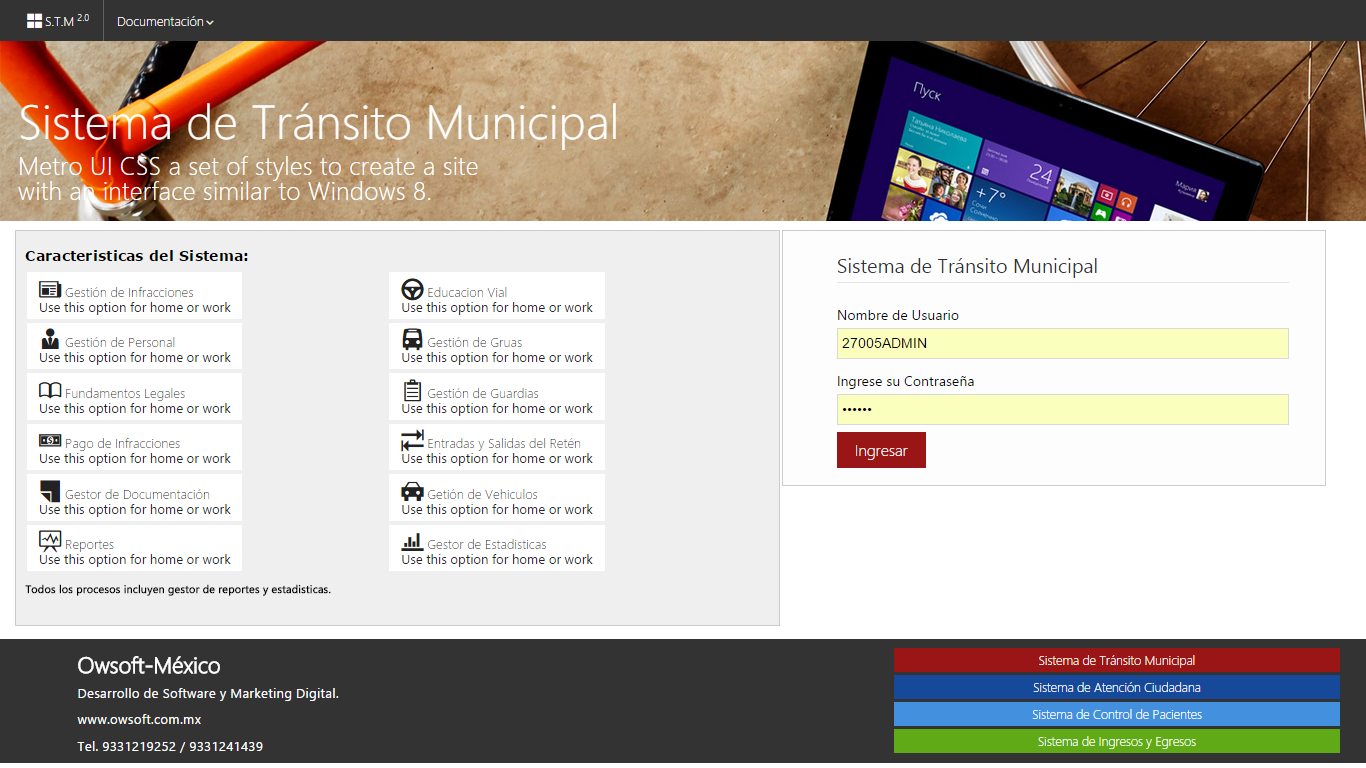 S.T.M 2.0
Documentación
Sistema de Tránsito Municipal
Metro UI CSS a set of styles to create a site
with an interface similar to Windows 8.
Пуск
Татьяна Николаева
24
+7°
Сочи
Солнечно
Мария
Caracteristicas del Sistema:
Gestión de Infracciones
Use this option for home or work
Gestión de Personal
Use this option for home or work
Fundamentos Legales
Use this option for home or work
Pago de Infracciones
Use this option for home or work
Gestor de Documentación
Use this option for home or work
Reportes
Use this option for home or work
Educacion Vial
Use this option for home or work
Gestión de Gruas
Use this option for home or work
Gestión de Guardias
Use this option for home or work
Entradas y Salidas del Retén
Use this option for home or work
Getión de Vehiculos
Use this option for home or work
Gestor de Estadisticas
Use this option for home or work
Todos los procesos incluyen gestor de reportes y estadisticas.
Sistema de Tránsito Municipal
Nombre de Usuario
27005ADMIN
Ingrese su Contraseña
••••••
Ingresar
Owsoft-México
Desarrollo de Software y Marketing Digital.
www.owsoft.com.mx
Tel. 9331219252 / 9331241439
Sistema de Tránsito Municipal
Sistema de Atención Ciudadana
Sistema de Control de Pacientes
Sistema de Ingresos y Egresos